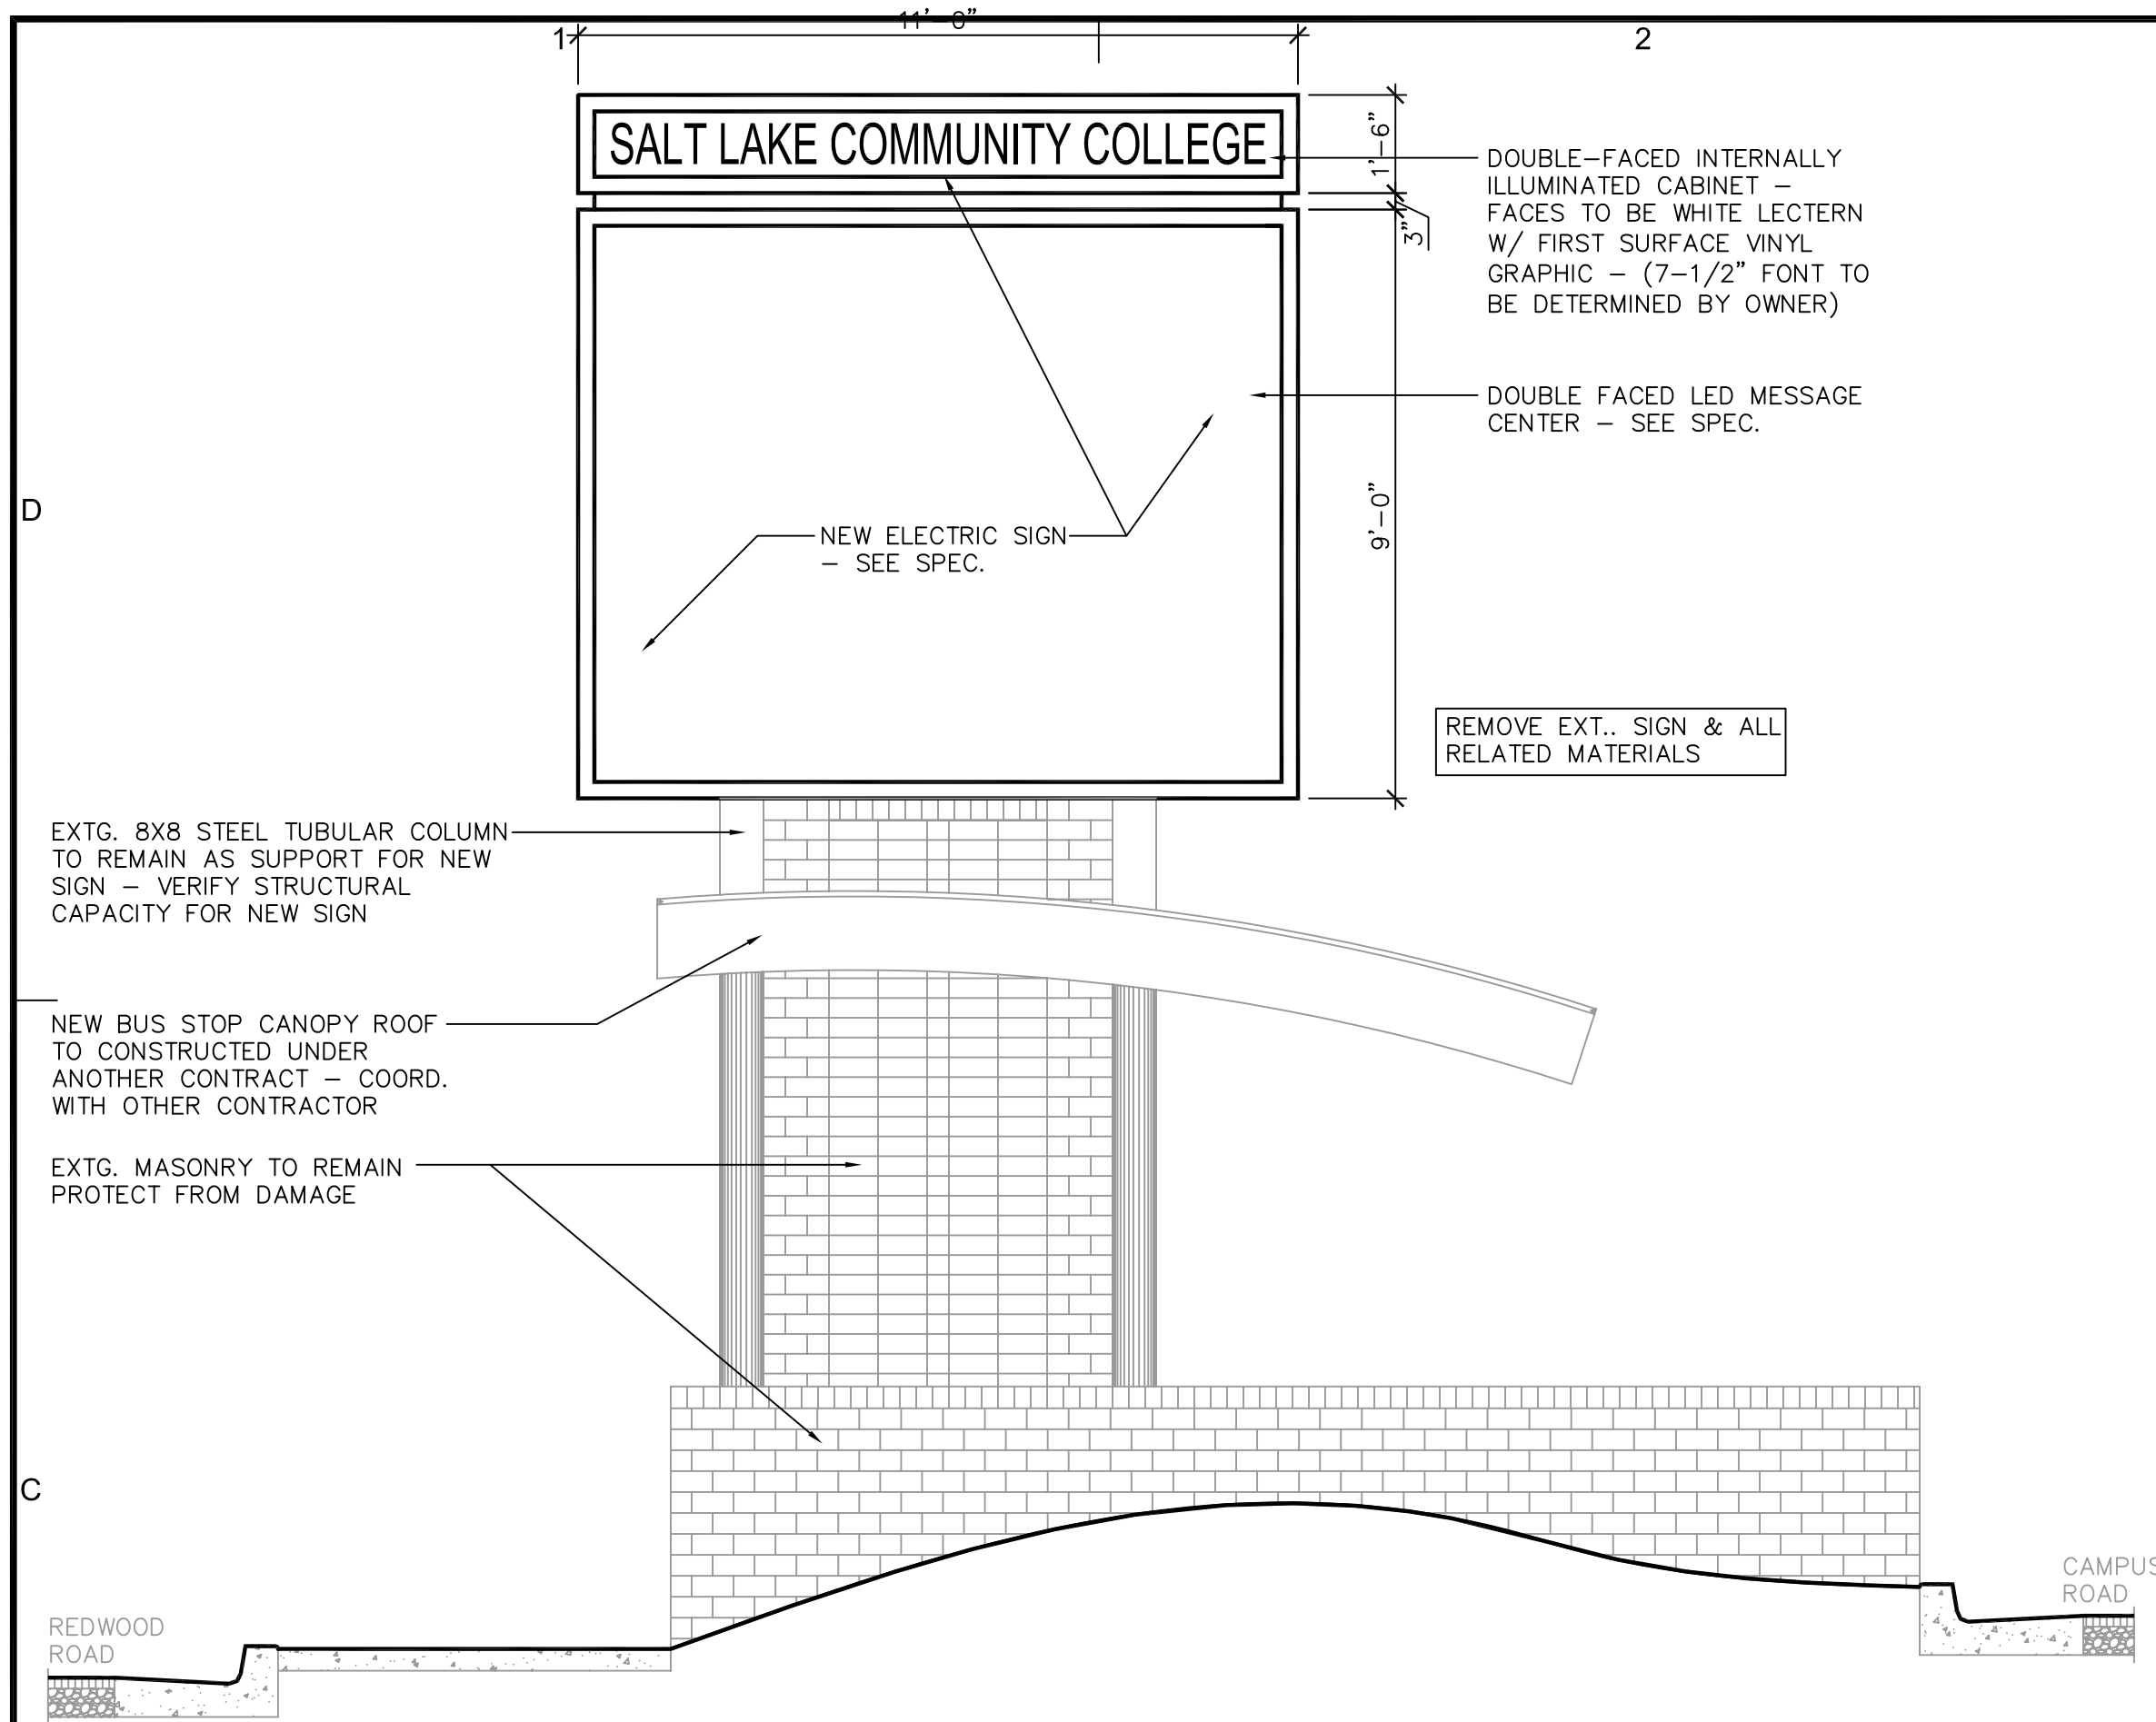 11'-0"
1
2
SALT LAKE COMMUNITY COLLEGE
1'-6"
3"
DOUBLE-FACED INTERNALLY
ILLUMINATED CABINET -
FACES TO BE WHITE LECTERN
W/ FIRST SURFACE VINYL
GRAPHIC - (7-1/2" FONT TO
BE DETERMINED BY OWNER)
DOUBLE FACED LED MESSAGE
CENTER - SEE SPEC.
D
9'-0"
NEW ELECTRIC SIGN
- SEE SPEC.
REMOVE EXT.. SIGN & ALL
RELATED MATERIALS
EXTG. 8X8 STEEL TUBULAR COLUMN
TO REMAIN AS SUPPORT FOR NEW
SIGN - VERIFY STRUCTURAL
CAPACITY FOR NEW SIGN
NEW BUS STOP CANOPY ROOF
TO CONSTRUCTED UNDER
ANOTHER CONTRACT - COORD.
WITH OTHER CONTRACTOR
EXTG. MASONRY TO REMAIN
PROTECT FROM DAMAGE
C
CAMPUS
ROAD
REDWOOD
ROAD